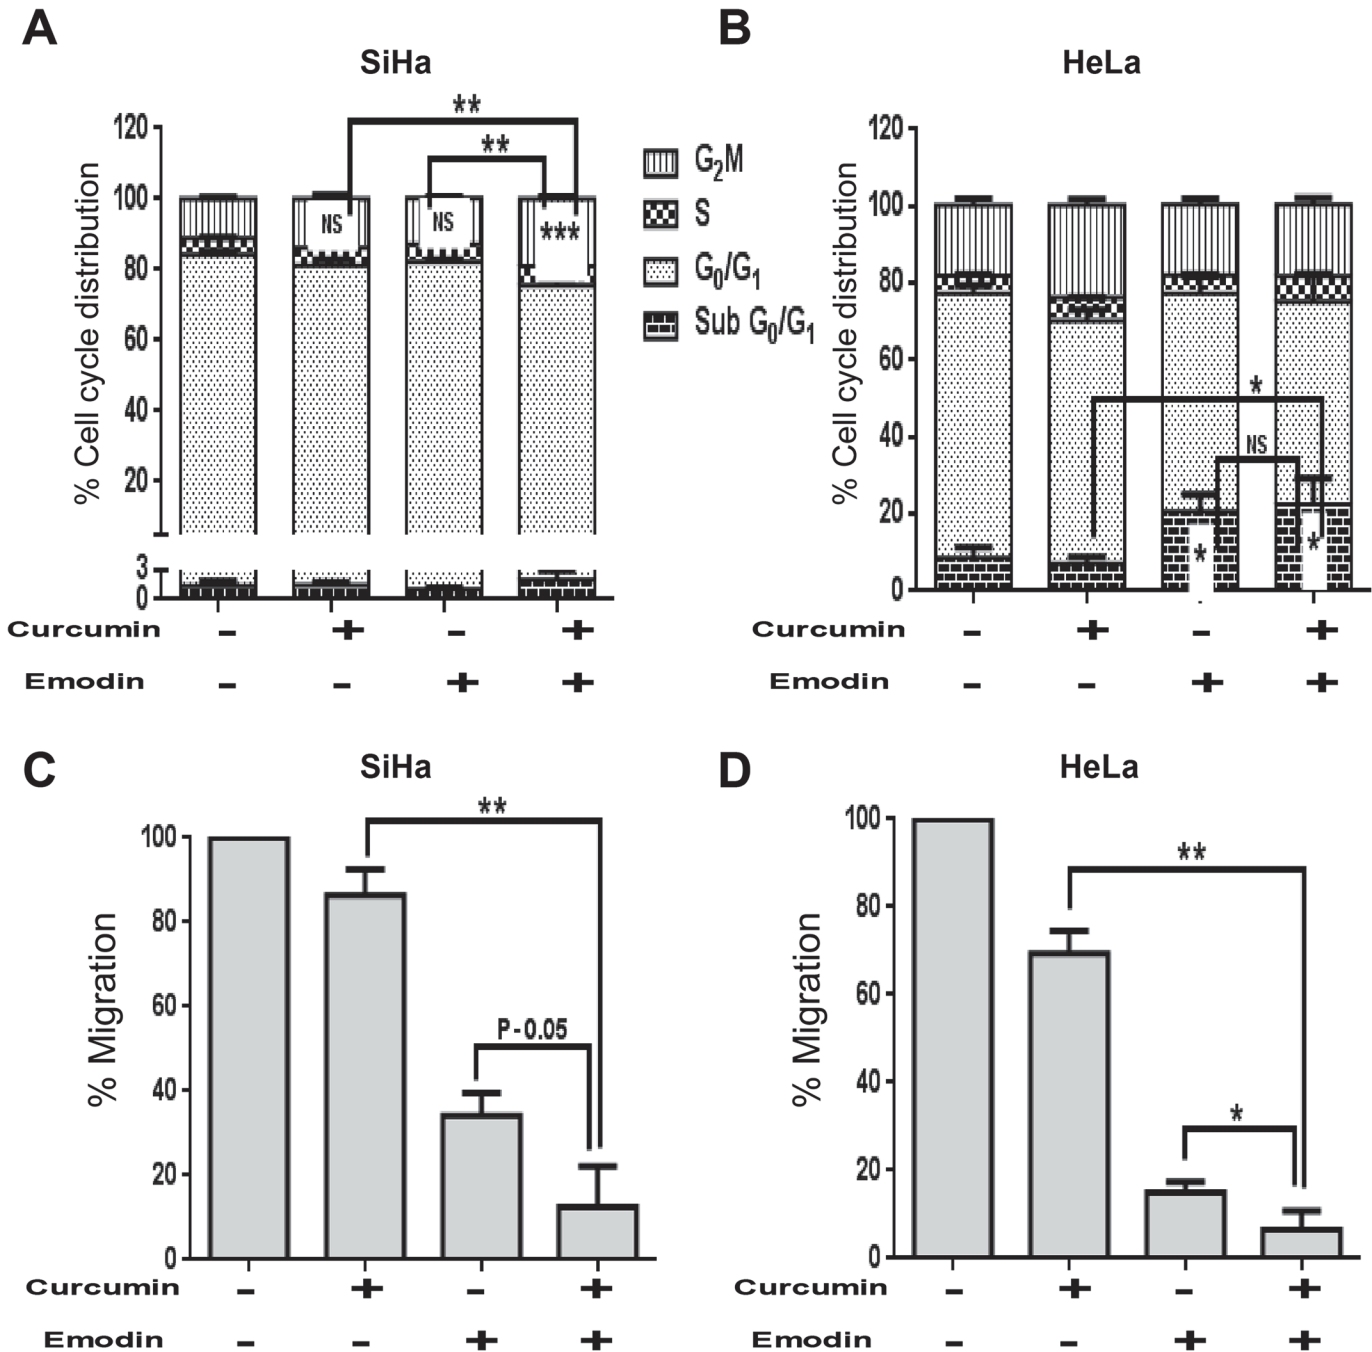 A
SiHa
% Cell cycle distribution
120
100
80
60
40
20
3
0
**
**
NS
NS
***
Curcumin - + - +
Emodin - - + +
G2M
S
G0/G1
Sub G0/G1
B
HeLa
% Cell cycle distribution
120
100
80
60
40
20
0
*
NS
*
*
Curcumin - + - +
Emodin - - + +
C
SiHa
% Migration
100
80
60
40
20
0
**
P-0.05
Curcumin - + - +
Emodin - - + +
D
HeLa
% Migration
100
80
60
40
20
0
**
*
Curcumin - + - +
Emodin - - + +